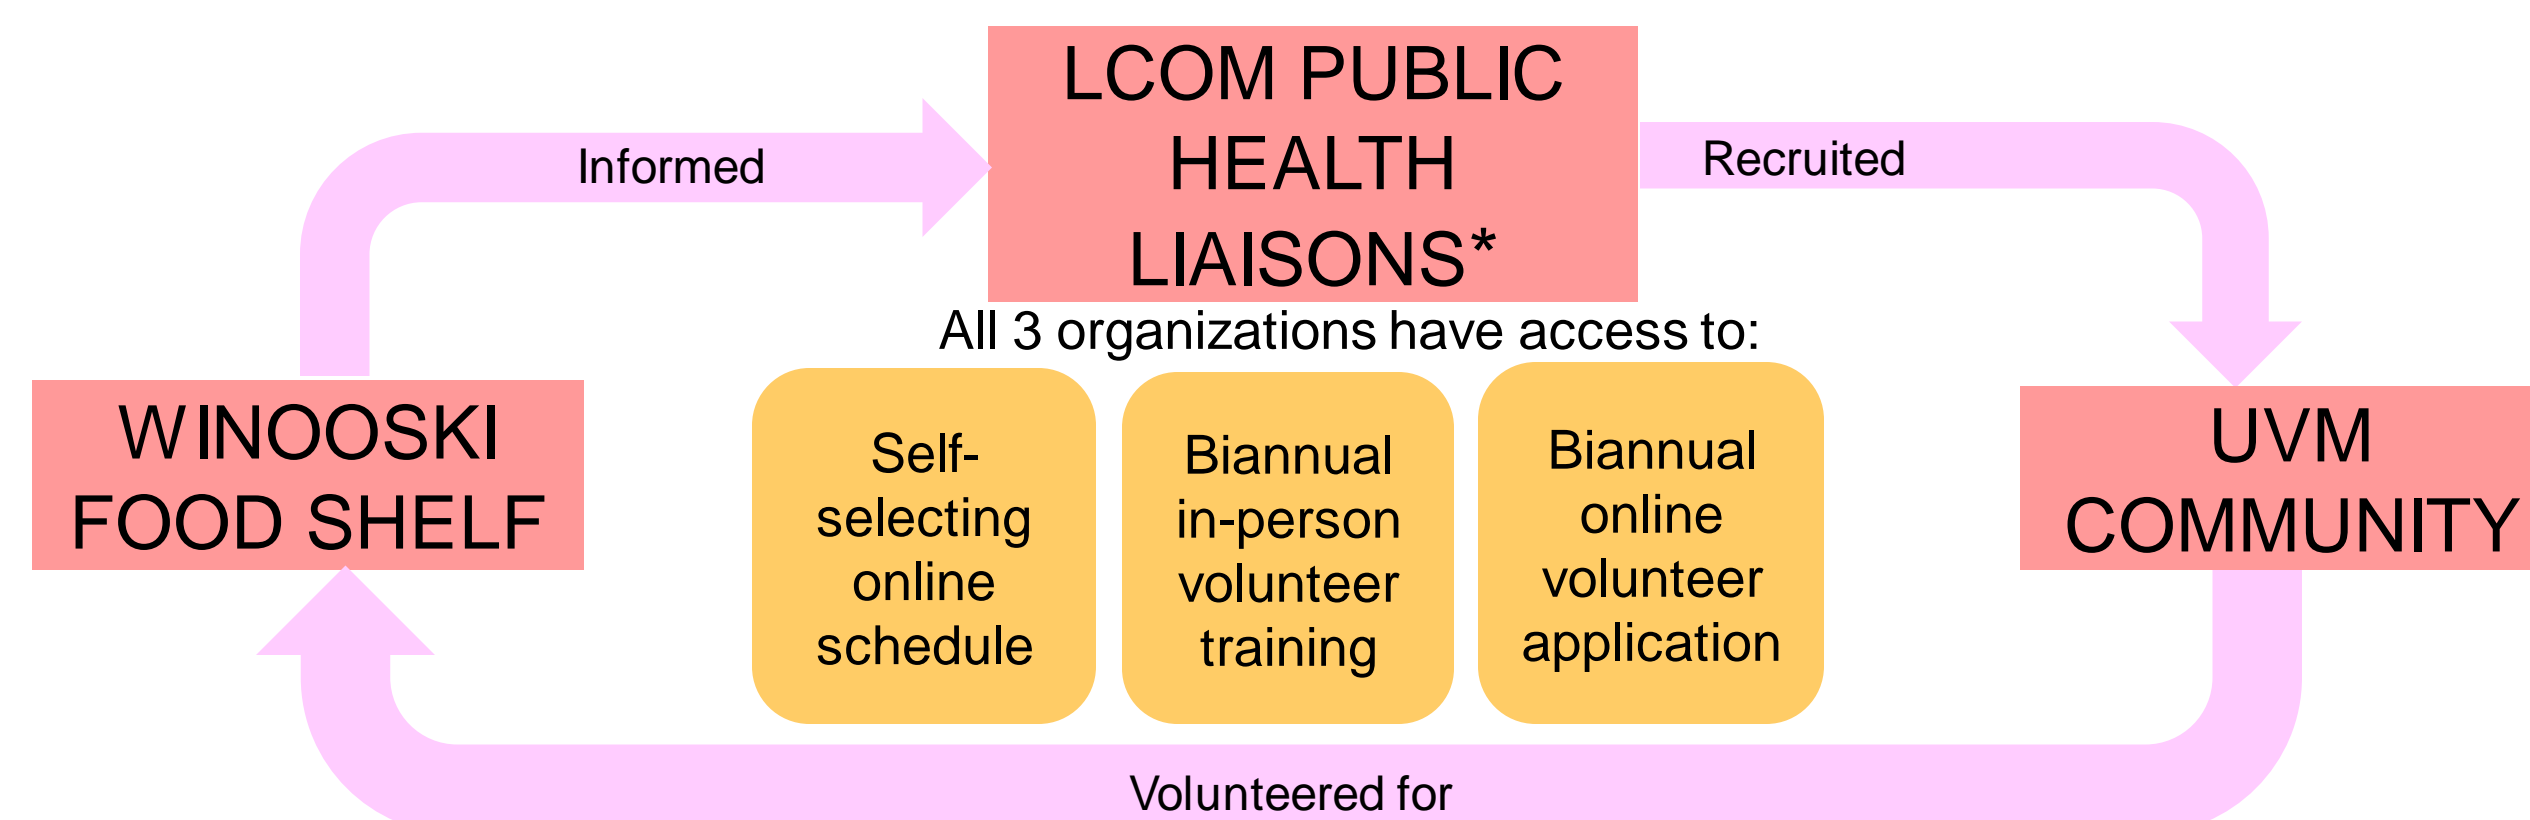 LCOM PUBLIC
HEALTH
LIAISONS*
Informed
Recruited
All 3 organizations have access to:
WINOOSKI
FOOD SHELF
Self-
selecting
online
schedule
Biannual
in-person
volunteer
training
Biannual
online
volunteer
application
UVM
COMMUNITY
Volunteered for